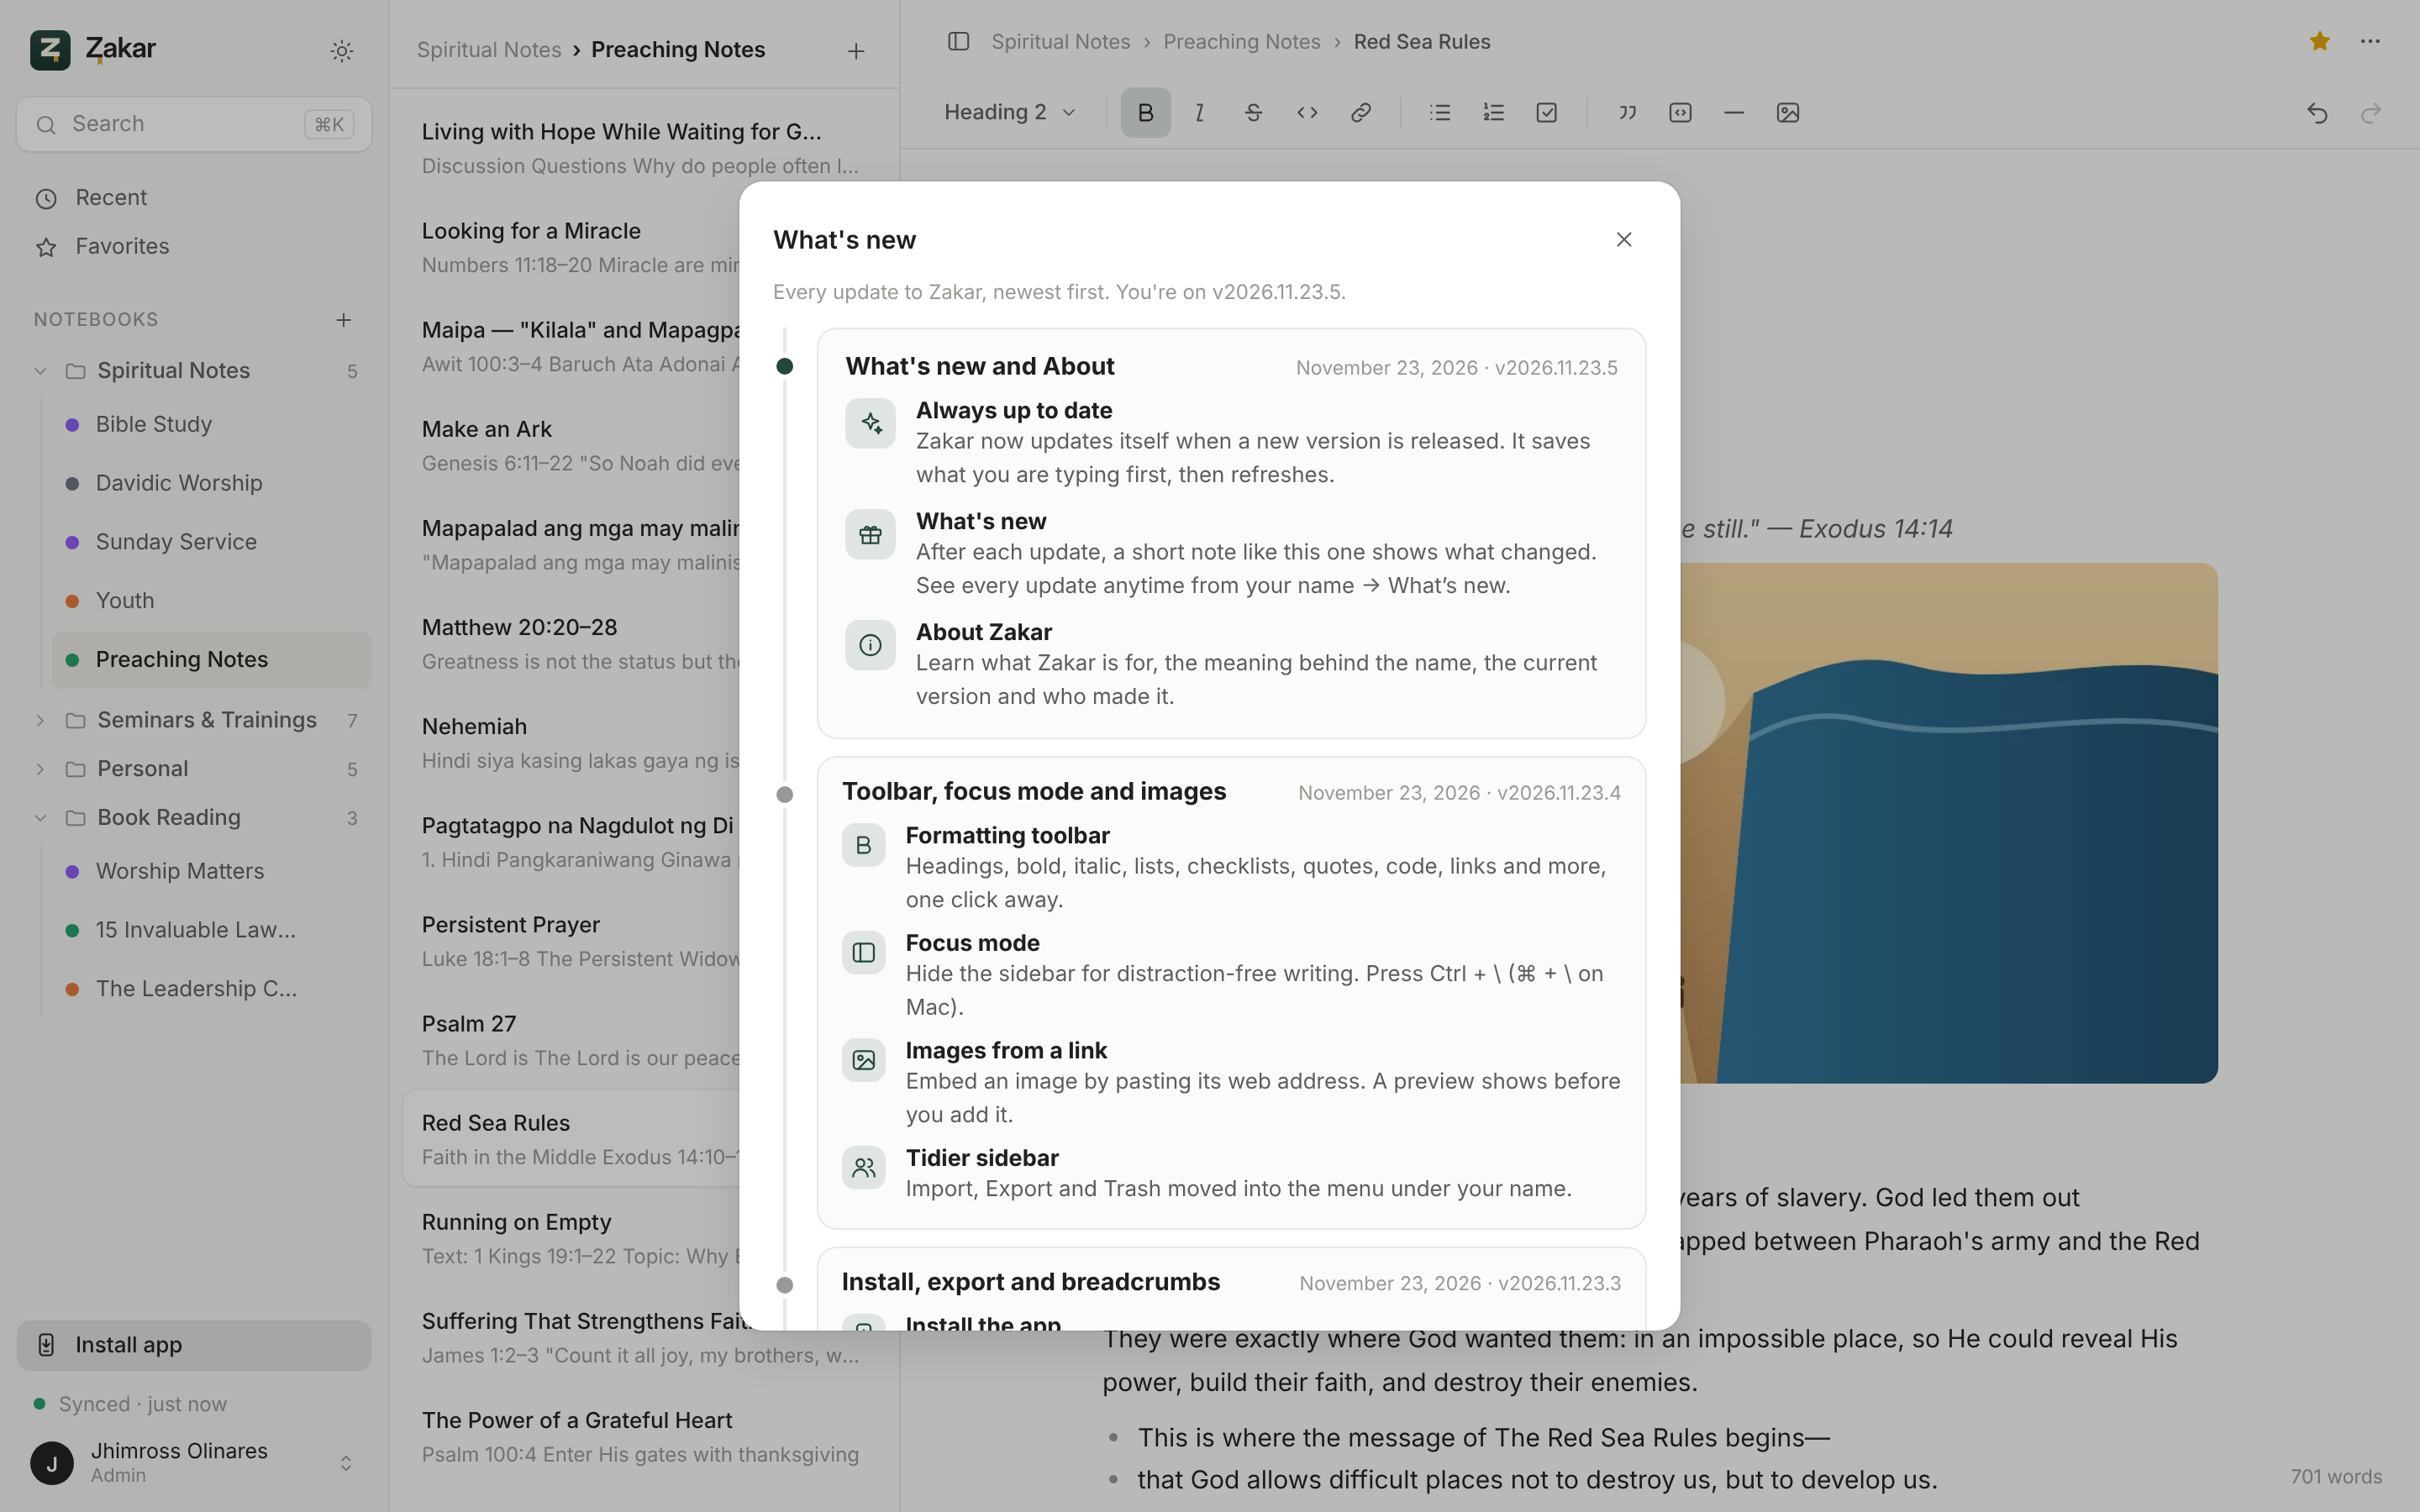 Zakar
Search
⌘K
Recent
Favorites
NOTEBOOKS
Spiritual Notes 5
Bible Study
Davidic Worship
Sunday Service
Youth
Preaching Notes
Seminars & Trainings 7
Personal 5
Book Reading 3
Worship Matters
15 Invaluable Law...
The Leadership C...
Install app
Synced · just now
J
Jhimross Olinares
Admin
Spiritual Notes › Preaching Notes
Living with Hope While Waiting for G...
Discussion Questions Why do people often l...
Looking for a Miracle
Numbers 11:18–20 Miracle are
Maipa — "Kilala" and
Awit 100:3–4 Baruch Ata Adonai
Make an Ark
Genesis 6:11–22 "So Noah did
Mapapalad ang mga may
"Mapapalad ang mga may
Matthew 20:20–28
Greatness is not the status but
Nehemiah
Hindi siya kasing lakas gaya ng
Pagtatagpo na Nagdulot ng Di
1. Hindi Pangkaraniwang Ginawa
Persistent Prayer
Luke 18:1–8 The Persistent
Psalm 27
The Lord is The Lord is our
Red Sea Rules
Faith in the Middle Exodus
Running on Empty
Text: 1 Kings 19:1–22 Topic: Why
Suffering That Strengthens
James 1:2–3 "Count it all joy, my brothers, w...
The Power of a Grateful Heart
Psalm 100:4 Enter His gates with thanksgiving
Spiritual Notes › Preaching Notes › Red Sea Rules
Heading 2
still." — Exodus 14:14
years of slavery. God led them out
between Pharaoh's army and the Red
They were exactly where God wanted them: in an impossible place, so He could reveal His
power, build their faith, and destroy their enemies.
• This is where the message of The Red Sea Rules begins—
• that God allows difficult places not to destroy us, but to develop us.
701 words
What's new
Every update to Zakar, newest first. You're on v2026.11.23.5.
What's new and About November 23, 2026 · v2026.11.23.5
Always up to date
Zakar now updates itself when a new version is released. It saves
what you are typing first, then refreshes.
What's new
After each update, a short note like this one shows what changed.
See every update anytime from your name → What’s new.
About Zakar
Learn what Zakar is for, the meaning behind the name, the current
version and who made it.
Toolbar, focus mode and images November 23, 2026 · v2026.11.23.4
Formatting toolbar
Headings, bold, italic, lists, checklists, quotes, code, links and more,
one click away.
Focus mode
Hide the sidebar for distraction-free writing. Press Ctrl + \ (⌘ + \ on
Mac).
Images from a link
Embed an image by pasting its web address. A preview shows before
you add it.
Tidier sidebar
Import, Export and Trash moved into the menu under your name.
Install, export and breadcrumbs November 23, 2026 · v2026.11.23.3
Install the app